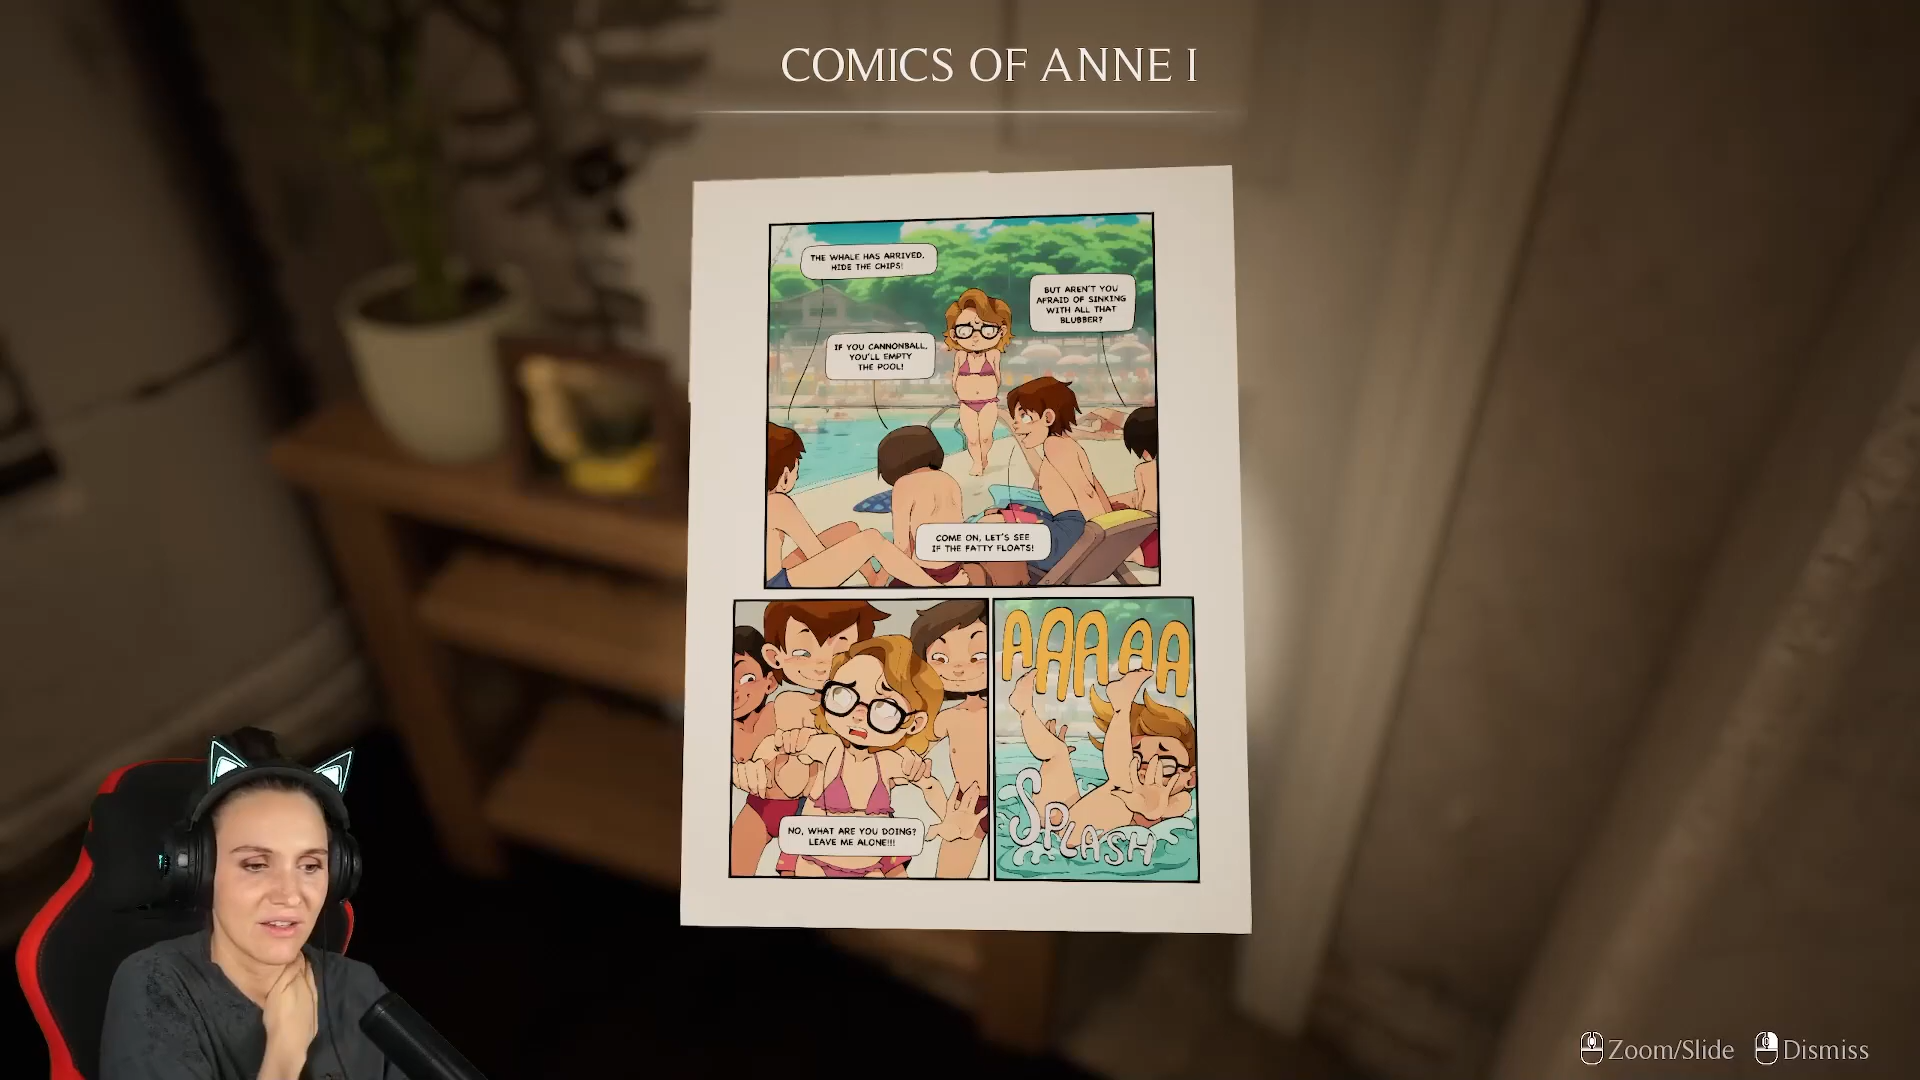 COMICS OF ANNE I
THE WHALE HAS ARRIVED,
HIDE THE CHIPS!
BUT AREN'T YOU
AFRAID OF SINKING
WITH ALL THAT
BLUBBER?
IF YOU CANNONBALL,
YOU'LL EMPTY
THE POOL!
COME ON, LET'S SEE
IF THE FATTY FLOATS!
NO, WHAT ARE YOU DOING?
LEAVE ME ALONE!!!
AAAAA
SPLASH
Zoom/Slide
Dismiss